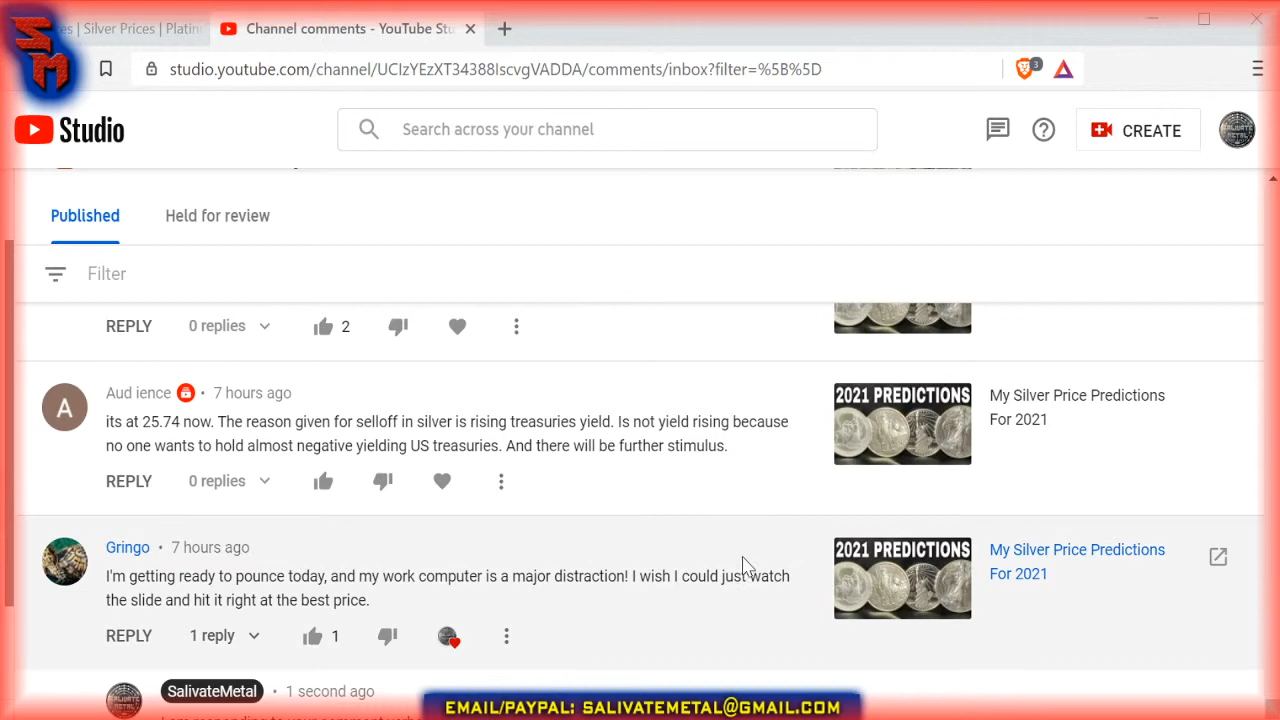 SM
es | Silver Prices | Platin
Channel comments - YouTube Stu
studio.youtube.com/channel/UCIzYEzXT34388lscvgVADDA/comments/inbox?filter=%5B%5D
3
Studio
Search across your channel
CREATE
Published
Held for review
Filter
REPLY 0 replies 2
Aud ience • 7 hours ago
its at 25.74 now. The reason given for selloff in silver is rising treasuries yield. Is not yield rising because
no one wants to hold almost negative yielding US treasuries. And there will be further stimulus.
REPLY 0 replies
A
2021 PREDICTIONS
My Silver Price Predictions
For 2021
Gringo • 7 hours ago
I'm getting ready to pounce today, and my work computer is a major distraction! I wish I could just watch
the slide and hit it right at the best price.
REPLY 1 reply 1
2021 PREDICTIONS
My Silver Price Predictions
For 2021
SalivateMetal • 1 second ago
EMAIL/PAYPAL: SALIVATEMETAL@GMAIL.COM